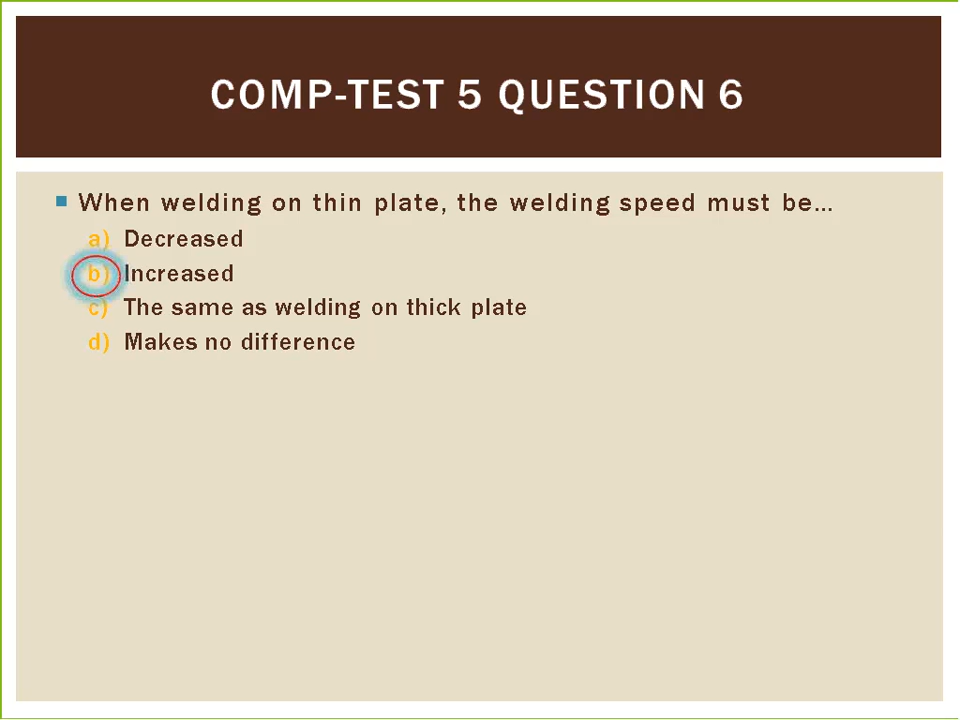 COMP-TEST 5 QUESTION 6
When welding on thin plate, the welding speed must be…
a) Decreased
b) Increased
c) The same as welding on thick plate
d) Makes no difference